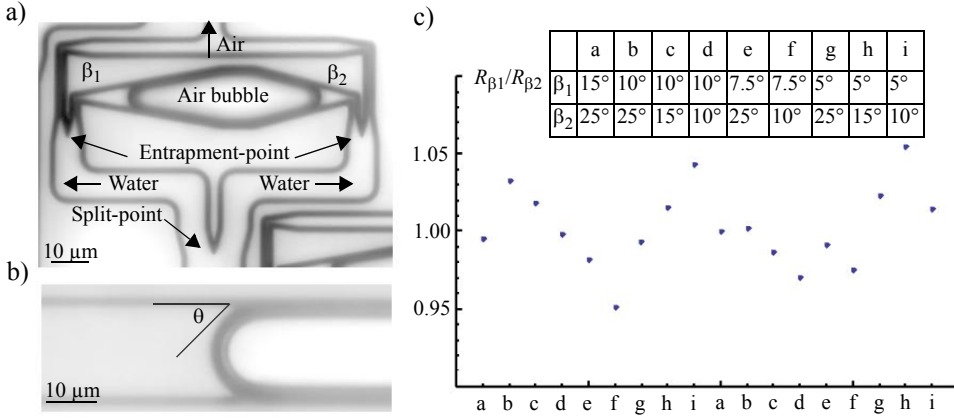 a)
Air
β1
β2
Air bubble
Entrapment-point
Water
Water
Split-point
10 µm
b)
θ
10 µm
c)
Rβ1/Rβ2
a b c d e f g h i
β1 15° 10° 10° 10° 7.5° 7.5° 5° 5° 5°
β2 25° 25° 15° 10° 25° 10° 25° 15° 10°
1.05
1.00
0.95
a b c d e f g h i a b c d e f g h i